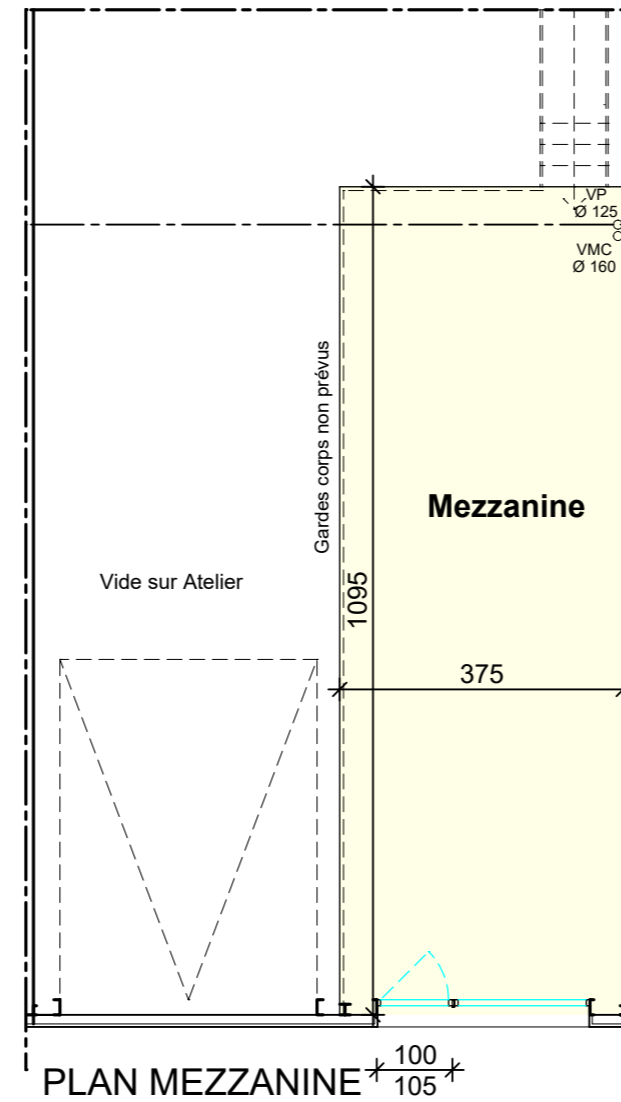 VP
Ø 125
VMC
Ø 160
Gardes corps non prévus
Mezzanine
Vide sur Atelier
1095
375
PLAN MEZZANINE
100
105